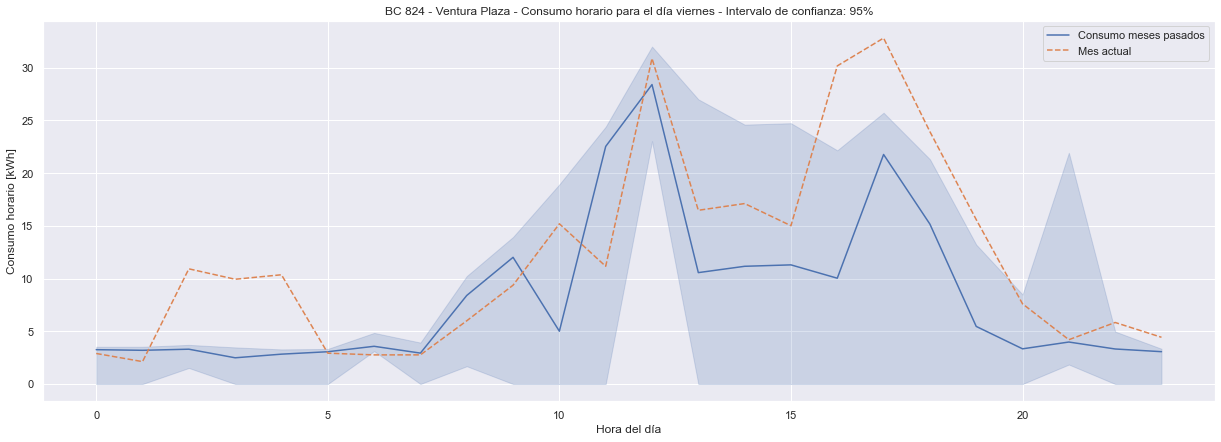 BC 824 - Ventura Plaza - Consumo horario para el día viernes - Intervalo de confianza: 95%
Consumo meses pasados
Mes actual
Consumo horario [kWh]
30
25
20
15
10
5
0
0 5 10 15 20
Hora del día